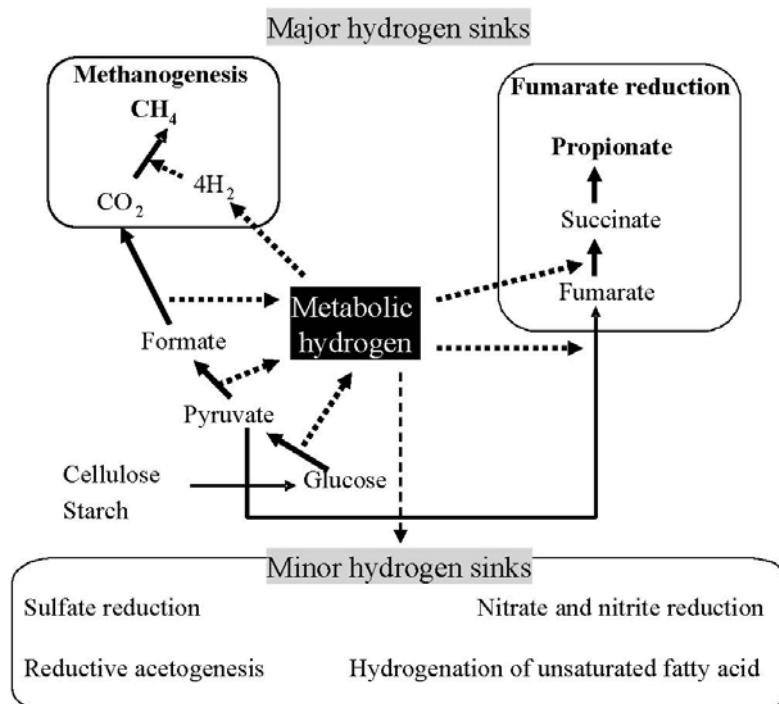 Major hydrogen sinks
Methanogenesis
CH₄
4H₂
CO₂
Fumarate reduction
Propionate
Succinate
Fumarate
Metabolic
hydrogen
Formate
Pyruvate
Glucose
Cellulose
Starch
Minor hydrogen sinks
Sulfate reduction
Nitrate and nitrite reduction
Reductive acetogenesis
Hydrogenation of unsaturated fatty acid